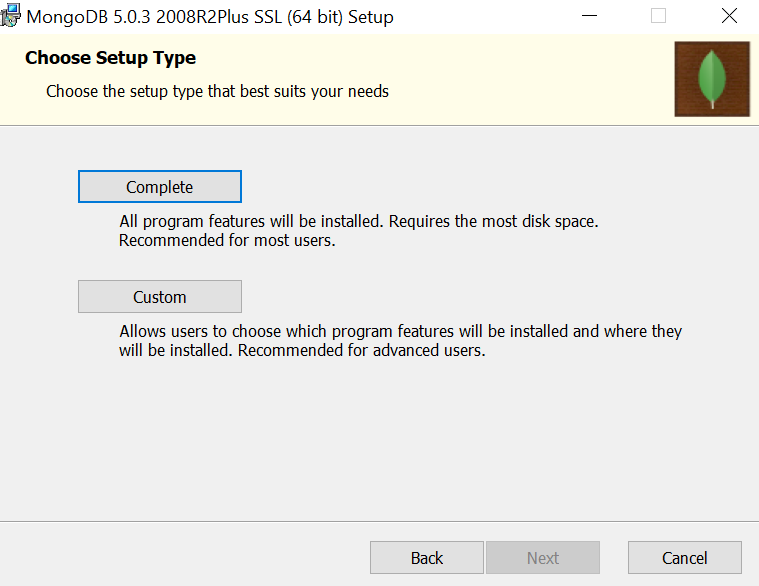 MongoDB 5.0.3 2008R2Plus SSL (64 bit) Setup
Choose Setup Type
Choose the setup type that best suits your needs
Complete
All program features will be installed. Requires the most disk space.
Recommended for most users.
Custom
Allows users to choose which program features will be installed and where they
will be installed. Recommended for advanced users.
Back
Next
Cancel